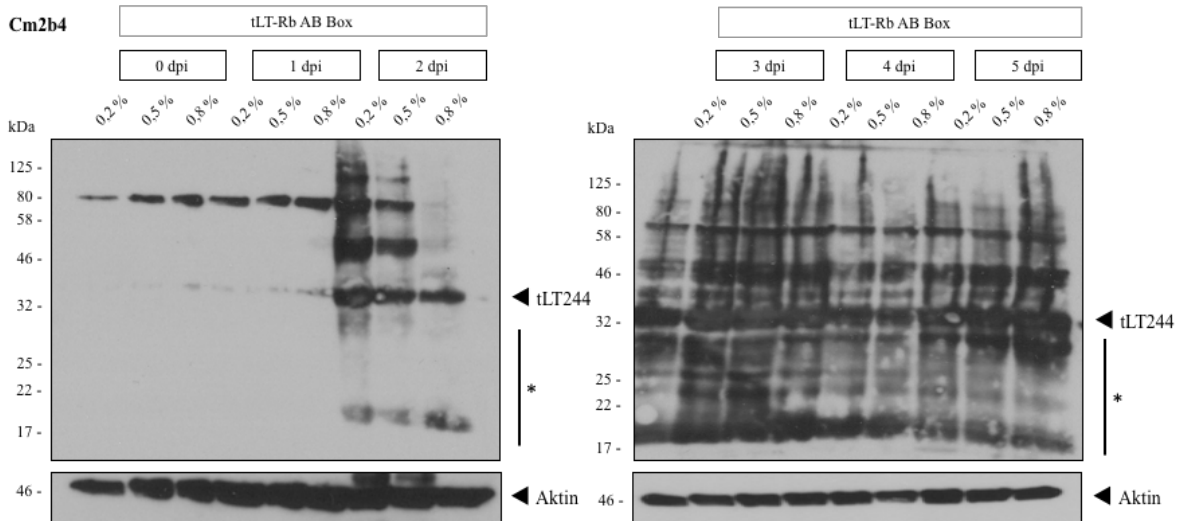 Cm2b4
tLT-Rb AB Box
0 dpi 1 dpi 2 dpi
0,2 % 0,5 % 0,8 % 0,2 % 0,5 % 0,8 % 0,2 % 0,5 % 0,8 %
kDa
125 -
80 -
58 -
46 -
32 -
25 -
22 -
17 -
tLT244
*
46 -
Aktin
tLT-Rb AB Box
3 dpi 4 dpi 5 dpi
0,2 % 0,5 % 0,8 % 0,2 % 0,5 % 0,8 % 0,2 % 0,5 % 0,8 %
kDa
125 -
80 -
58 -
46 -
32 -
25 -
22 -
17 -
tLT244
*
46 -
Aktin